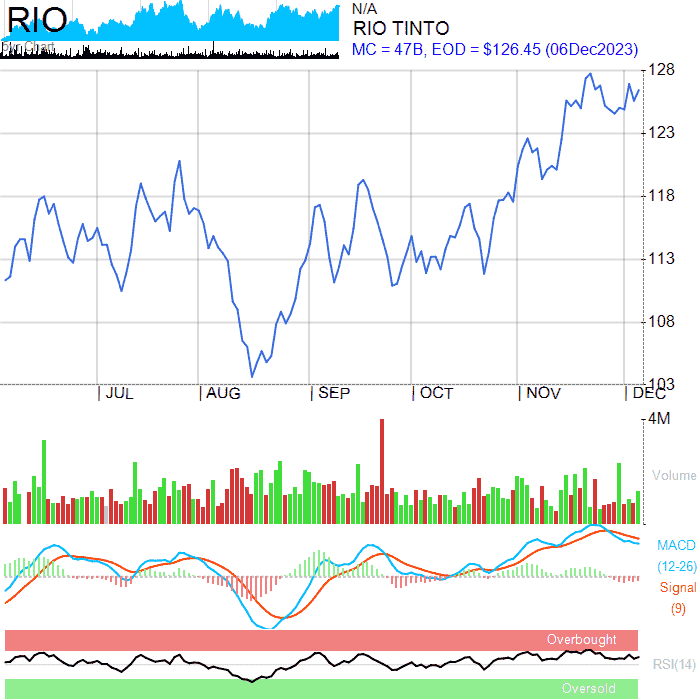 RIO
N/A
RIO TINTO
MC = 47B, EOD = $126.45 (06Dec2023)
128
123
118
113
108
103
JUL
AUG
SEP
OCT
NOV
DEC
4M
Volume
MACD
(12-26)
Signal
(9)
Overbought
RSI(14)
Oversold